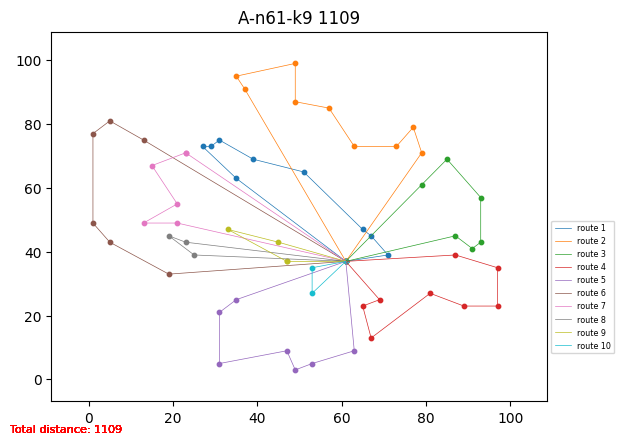 A-n61-k9 1109
100
80
60
40
20
0
0 20 40 60 80 100
route 1
route 2
route 3
route 4
route 5
route 6
route 7
route 8
route 9
route 10
Total distance: 1109